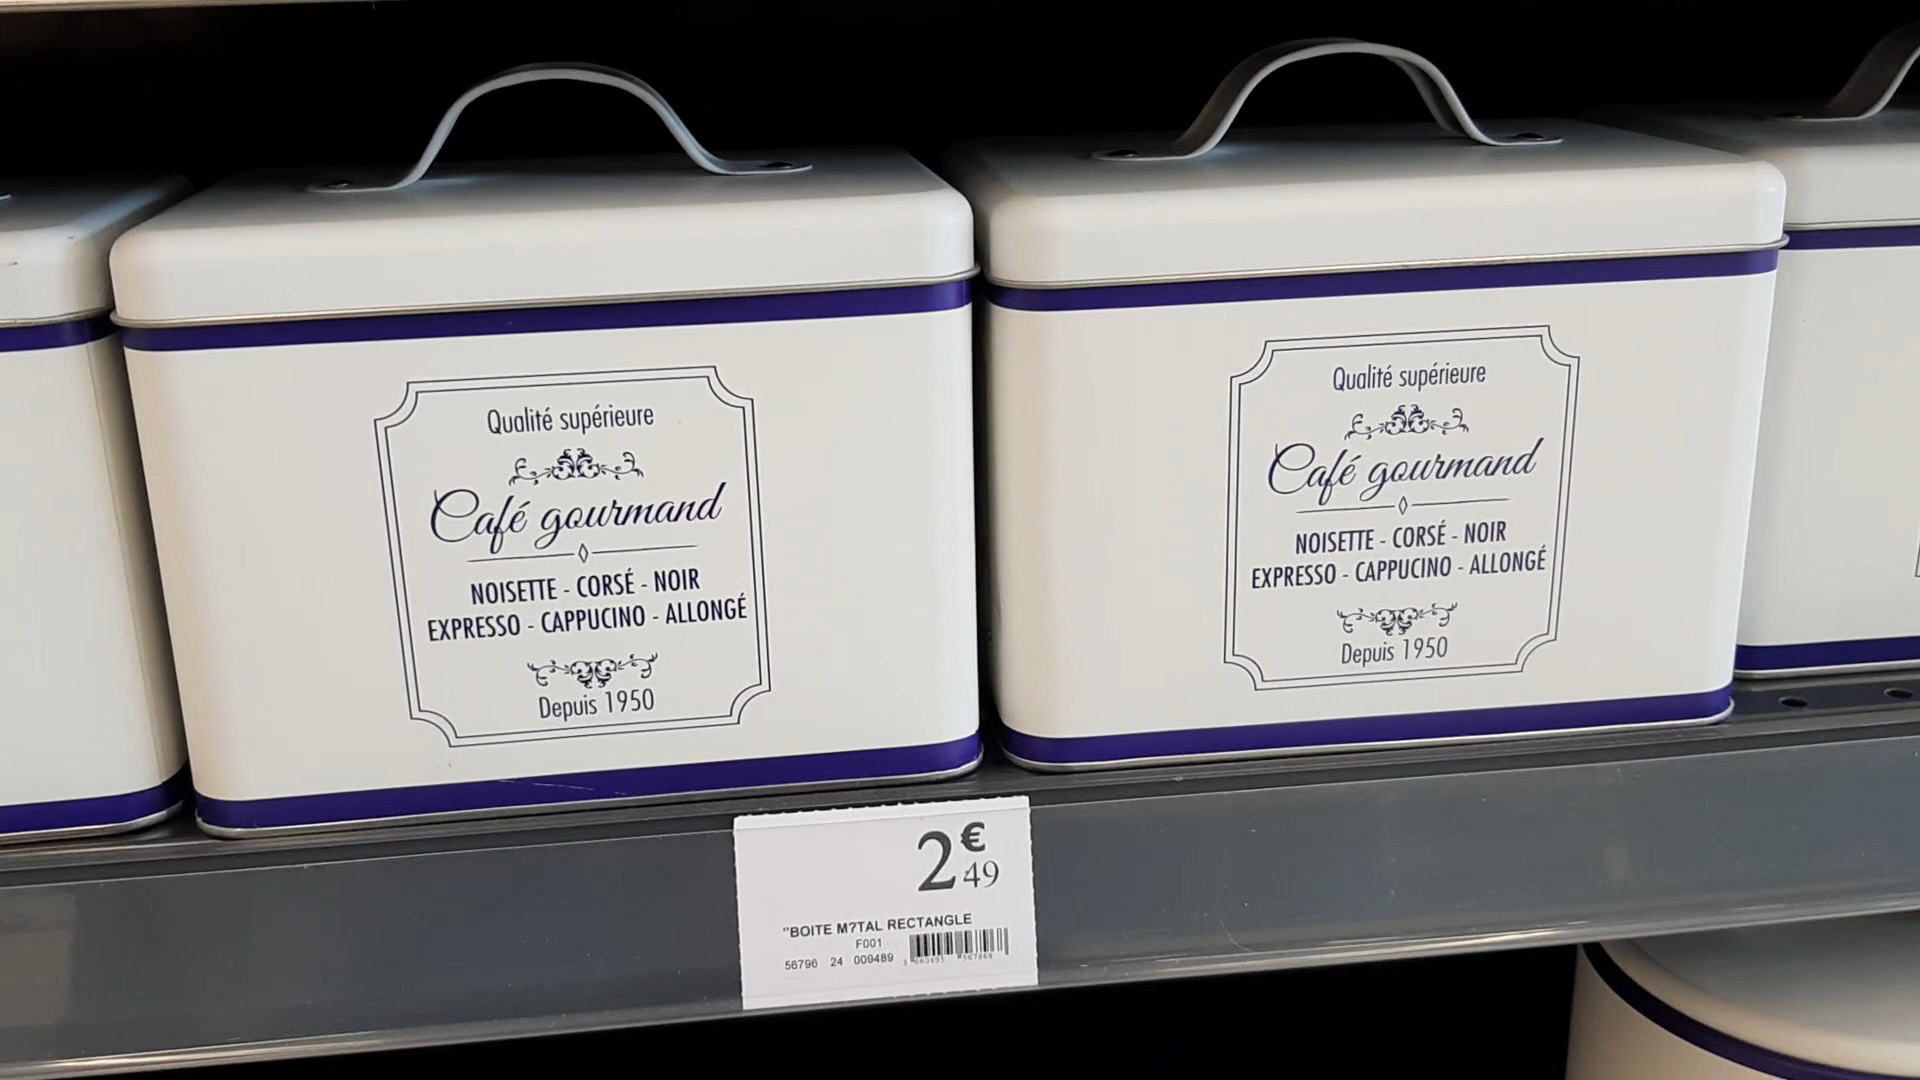 Qualité supérieure
Café gourmand
NOISETTE - CORSÉ - NOIR
EXPRESSO - CAPPUCINO - ALLONGÉ
Depuis 1950
Qualité supérieure
Café gourmand
NOISETTE - CORSÉ - NOIR
EXPRESSO - CAPPUCINO - ALLONGÉ
Depuis 1950
2€49
"BOITE M?TAL RECTANGLE
F001
56796 24 009489